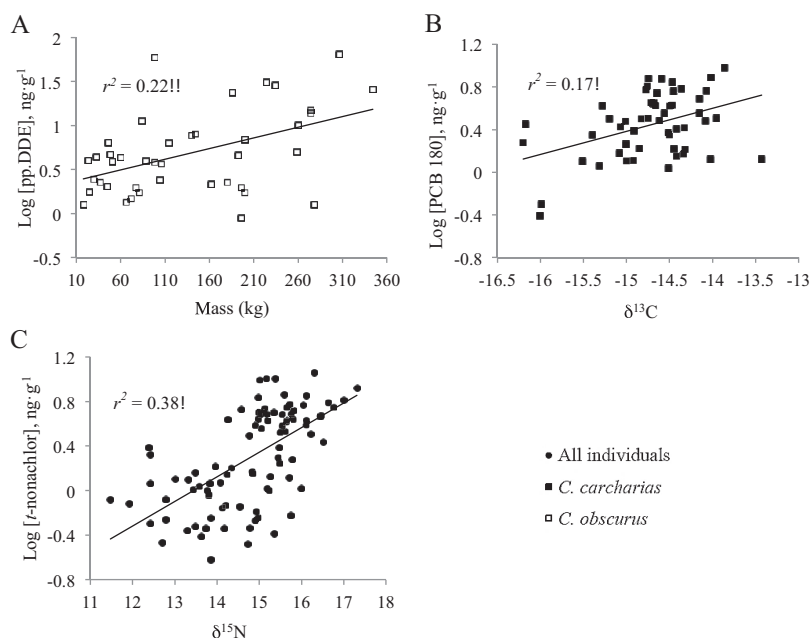 A
Log [pp.DDE], ng·g-1
2
1.5
1
0.5
0
-0.5
r² = 0.22!!
10 60 110 160 210 260 310 360
Mass (kg)
B
Log [PCB 180], ng·g-1
1.2
0.8
0.4
0
-0.4
-0.8
r² = 0.17!
-16.5 -16 -15.5 -15 -14.5 -14 -13.5 -13
δ¹³C
C
Log [t-nonachlor], ng·g-1
1.2
0.8
0.4
0
-0.4
-0.8
r² = 0.38!
11 12 13 14 15 16 17 18
δ¹⁵N
All individuals
C. carcharias
C. obscurus